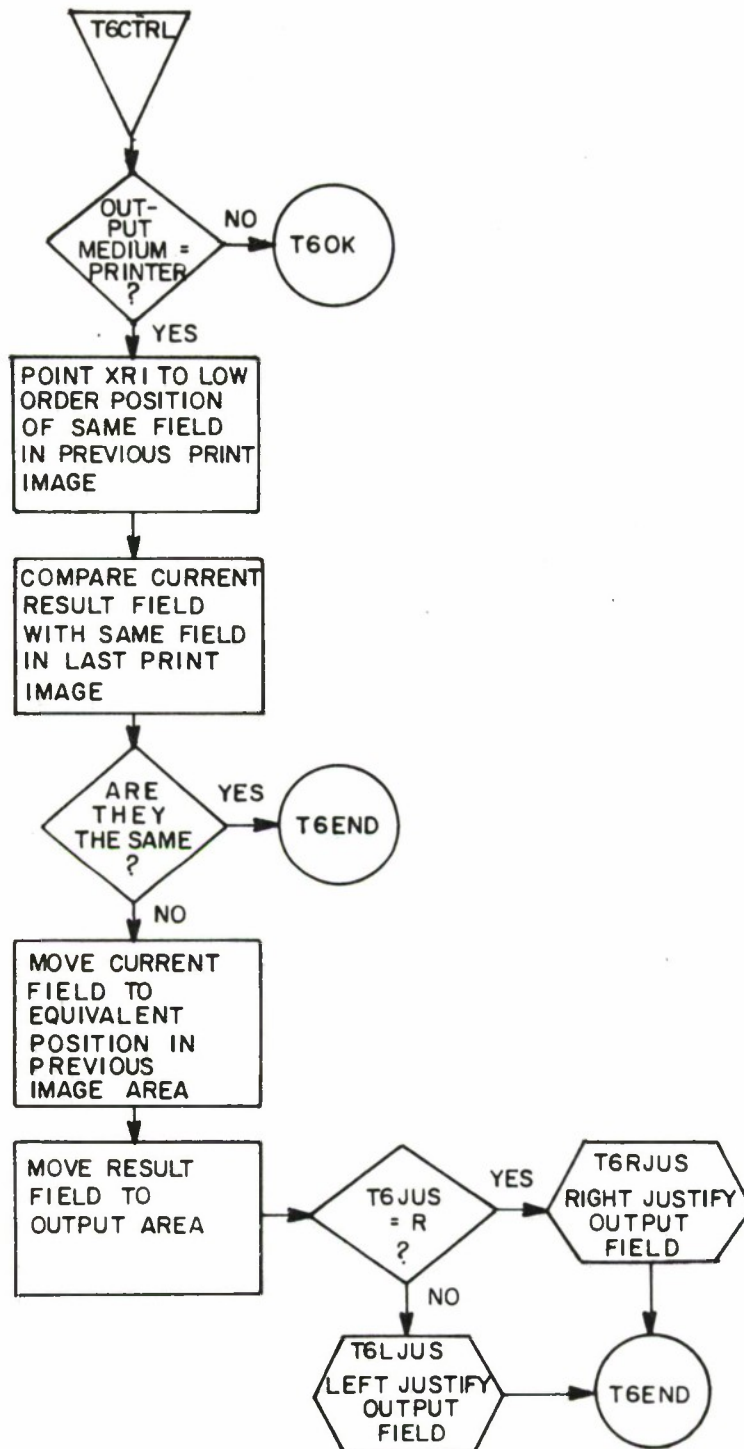 T6CTRL
OUT-
PUT
MEDIUM =
PRINTER
?
NO
T6OK
YES
POINT XRI TO LOW
ORDER POSITION
OF SAME FIELD
IN PREVIOUS PRINT
IMAGE
COMPARE CURRENT
RESULT FIELD
WITH SAME FIELD
IN LAST PRINT
IMAGE
ARE
THEY
THE SAME
?
YES
T6END
NO
MOVE CURRENT
FIELD TO
EQUIVALENT
POSITION IN
PREVIOUS
IMAGE AREA
MOVE RESULT
FIELD TO
OUTPUT AREA
T6JUS
= R
?
YES
T6RJUS
RIGHT JUSTIFY
OUTPUT
FIELD
NO
T6LJUS
LEFT JUSTIFY
OUTPUT
FIELD
T6END